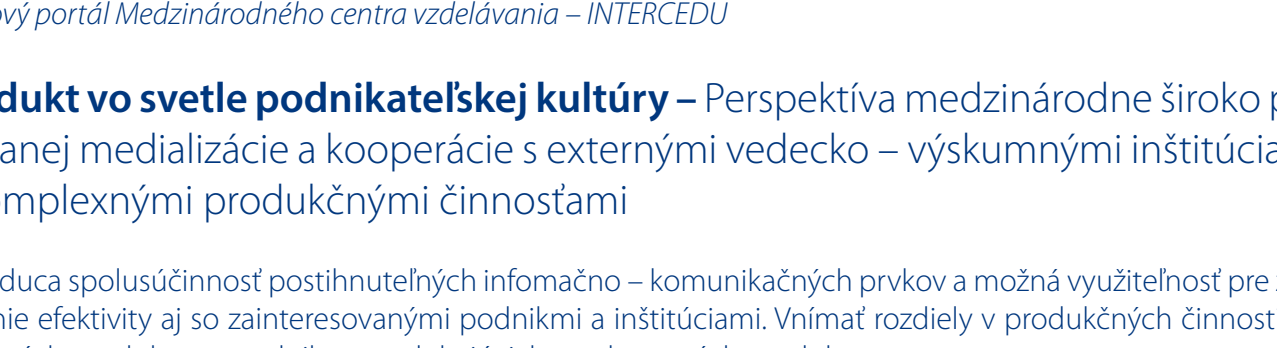 ový portál Medzinárodného centra vzdelávania – INTERCEDU
dukt vo svetle podnikateľskej kultúry – Perspektíva medzinárodne široko p
anej medializácie a kooperácie s externými vedecko – výskumnými inštitúcia
omplexnými produkčnými činnosťami
duca spolusúčinnosť postihnuteľných infomačno – komunikačných prvkov a možná využiteľnosť pre
nie efektivity aj so zainteresovanými podnikmi a inštitúciami. Vnímať rozdiely v produkčných činnost